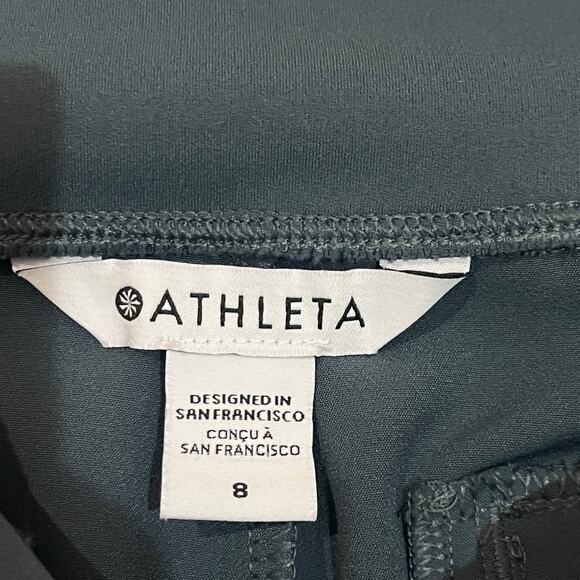 ATHLETA
DESIGNED IN
SAN FRANCISCO
CONÇU À
SAN FRANCISCO
8